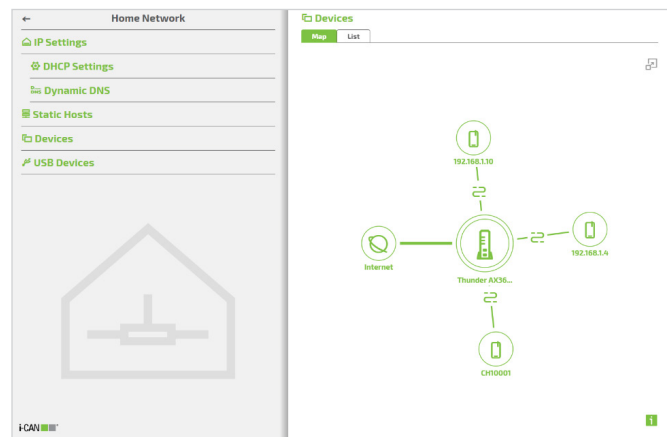 ← Home Network
IP Settings
DHCP Settings
Dynamic DNS
Static Hosts
Devices
USB Devices
i-CAN
Devices
Map List
192.168.1.10
192.168.1.4
Internet
Thunder AX36...
CH10001
i